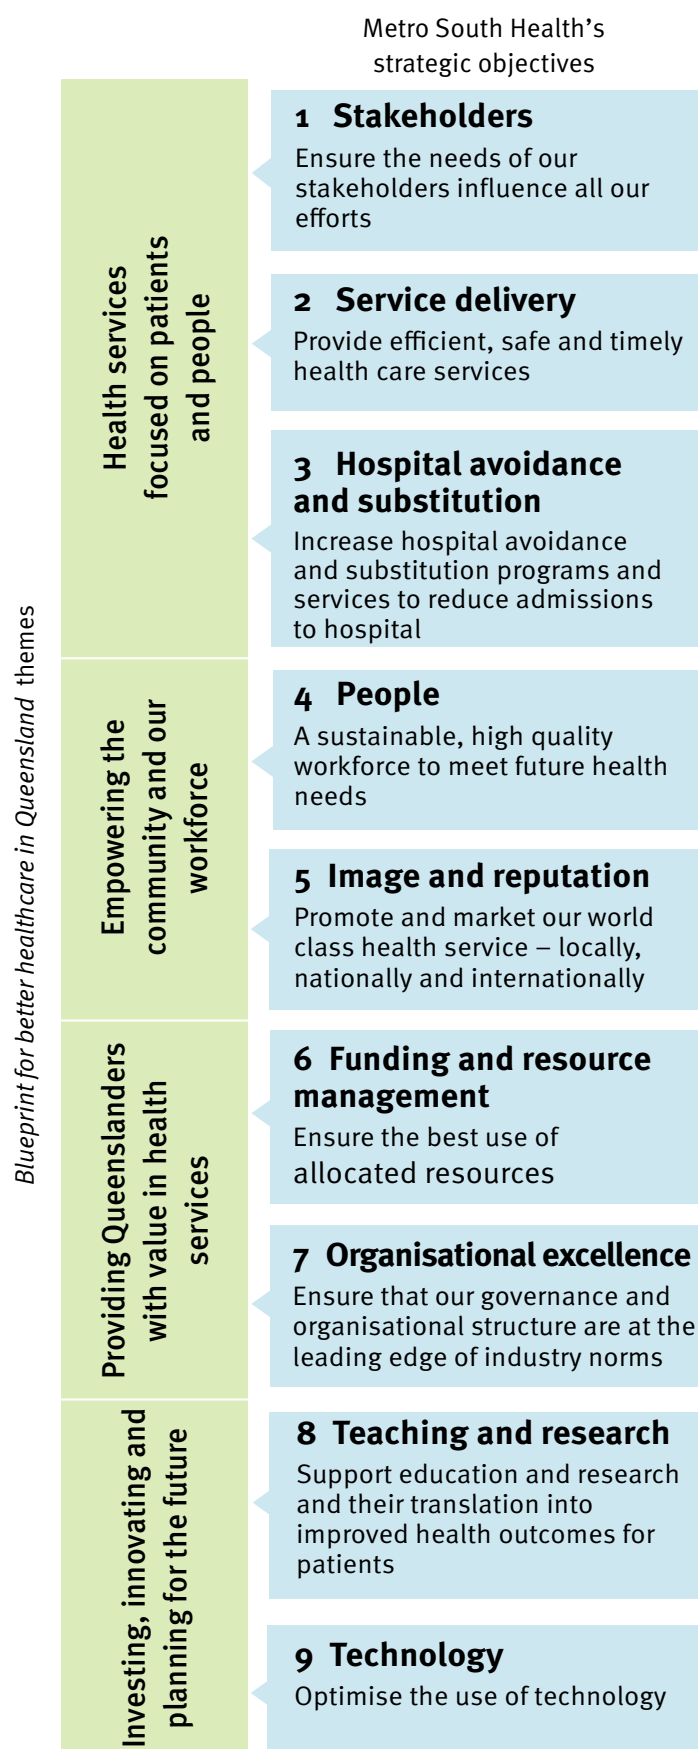 Metro South Health’s
strategic objectives
Blueprint for better healthcare in Queensland themes
Health services
focused on patients
and people
1 Stakeholders
Ensure the needs of our
stakeholders influence all our
efforts
2 Service delivery
Provide efficient, safe and timely
health care services
3 Hospital avoidance
and substitution
Increase hospital avoidance
and substitution programs and
services to reduce admissions
to hospital
Empowering the
community and our
workforce
4 People
A sustainable, high quality
workforce to meet future health
needs
5 Image and reputation
Promote and market our world
class health service – locally,
nationally and internationally
Providing Queenslanders
with value in health
services
6 Funding and resource
management
Ensure the best use of
allocated resources
7 Organisational excellence
Ensure that our governance and
organisational structure are at the
leading edge of industry norms
Investing, innovating and
planning for the future
8 Teaching and research
Support education and research
and their translation into
improved health outcomes for
patients
9 Technology
Optimise the use of technology